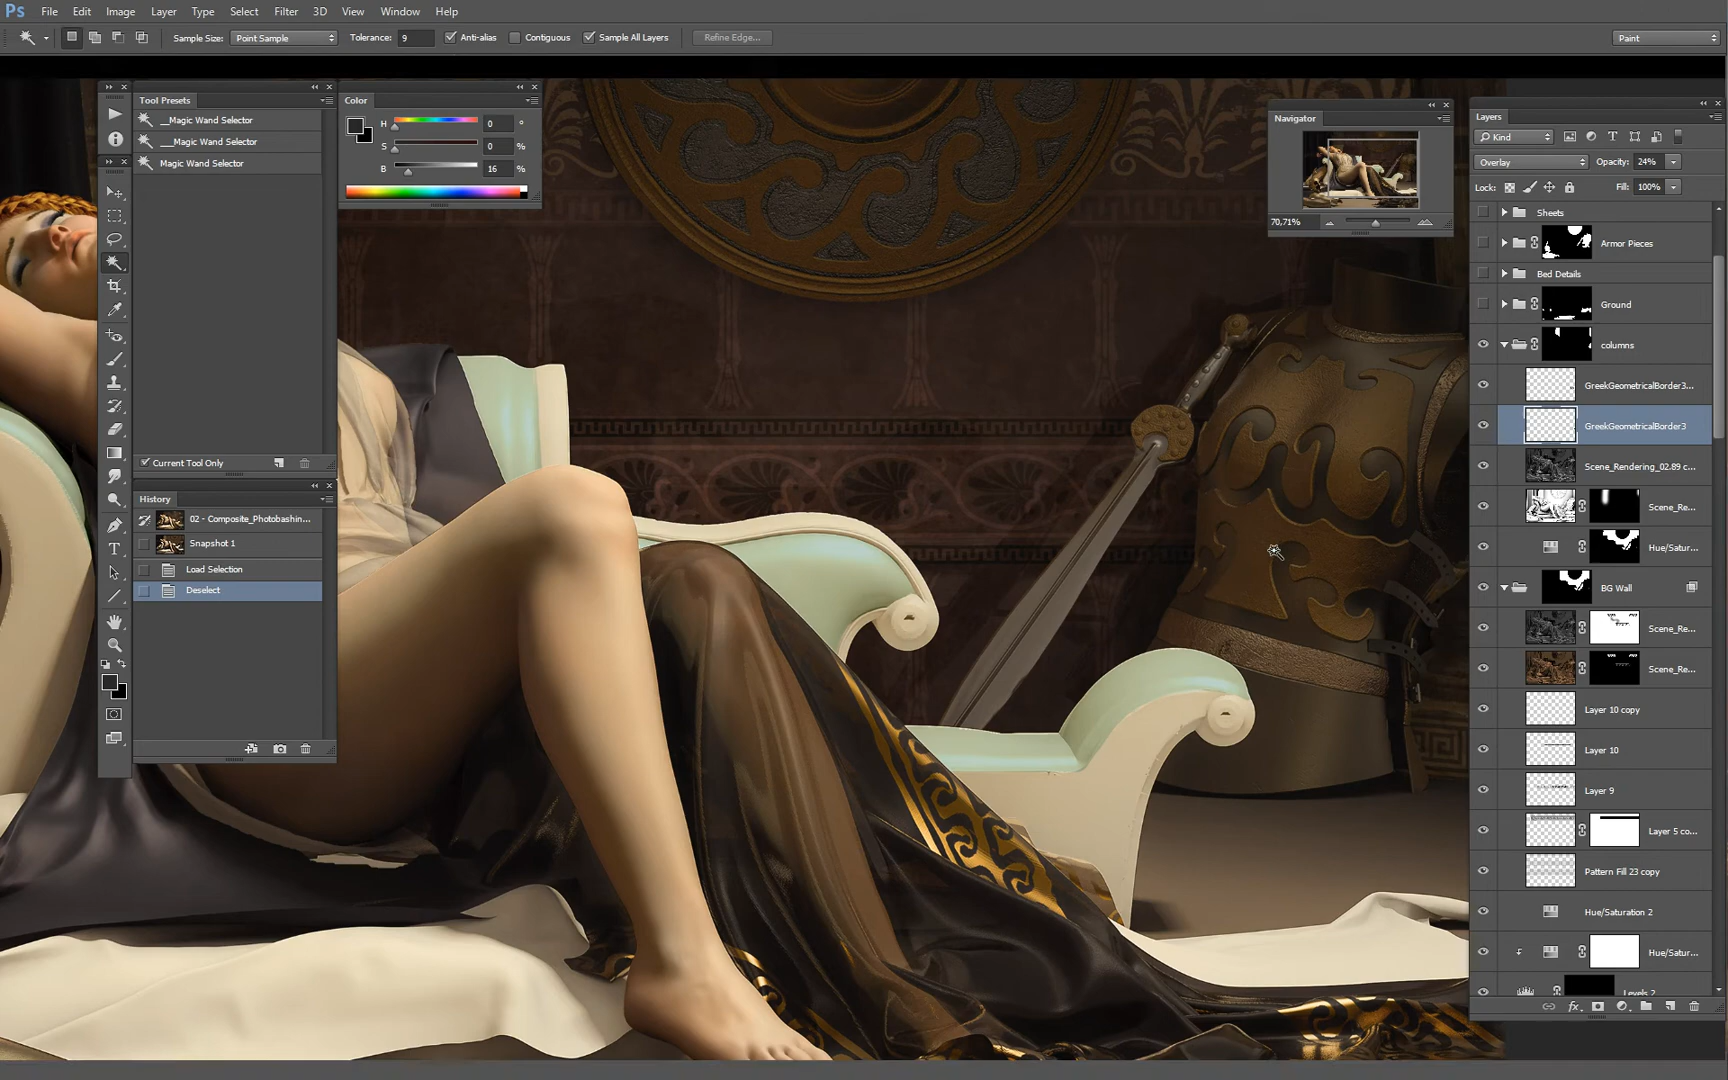 Ps File Edit Image Layer Type Select Filter 3D View Window Help
Sample Size: Point Sample Tolerance: 9 Anti-alias Contiguous Sample All Layers Refine Edge... Paint
Tool Presets
__Magic Wand Selector
___Magic Wand Selector
Magic Wand Selector
Current Tool Only
History
02 - Composite_Photobashin...
Snapshot 1
Load Selection
Deselect
Color
H 0 °
S 0 %
B 16 %
Navigator
70,71%
Layers
Kind
Overlay Opacity: 24%
Lock: Fill: 100%
Sheets
Armor Pieces
Bed Details
Ground
columns
GreekGeometricalBorder3...
GreekGeometricalBorder3
Scene_Rendering_02.89 c...
Scene_Re...
Hue/Satur...
BG Wall
Scene_Re...
Scene_Re...
Layer 10 copy
Layer 10
Layer 9
Layer 5 co...
Pattern Fill 23 copy
Hue/Saturation 2
Hue/Satur...
Levels 2